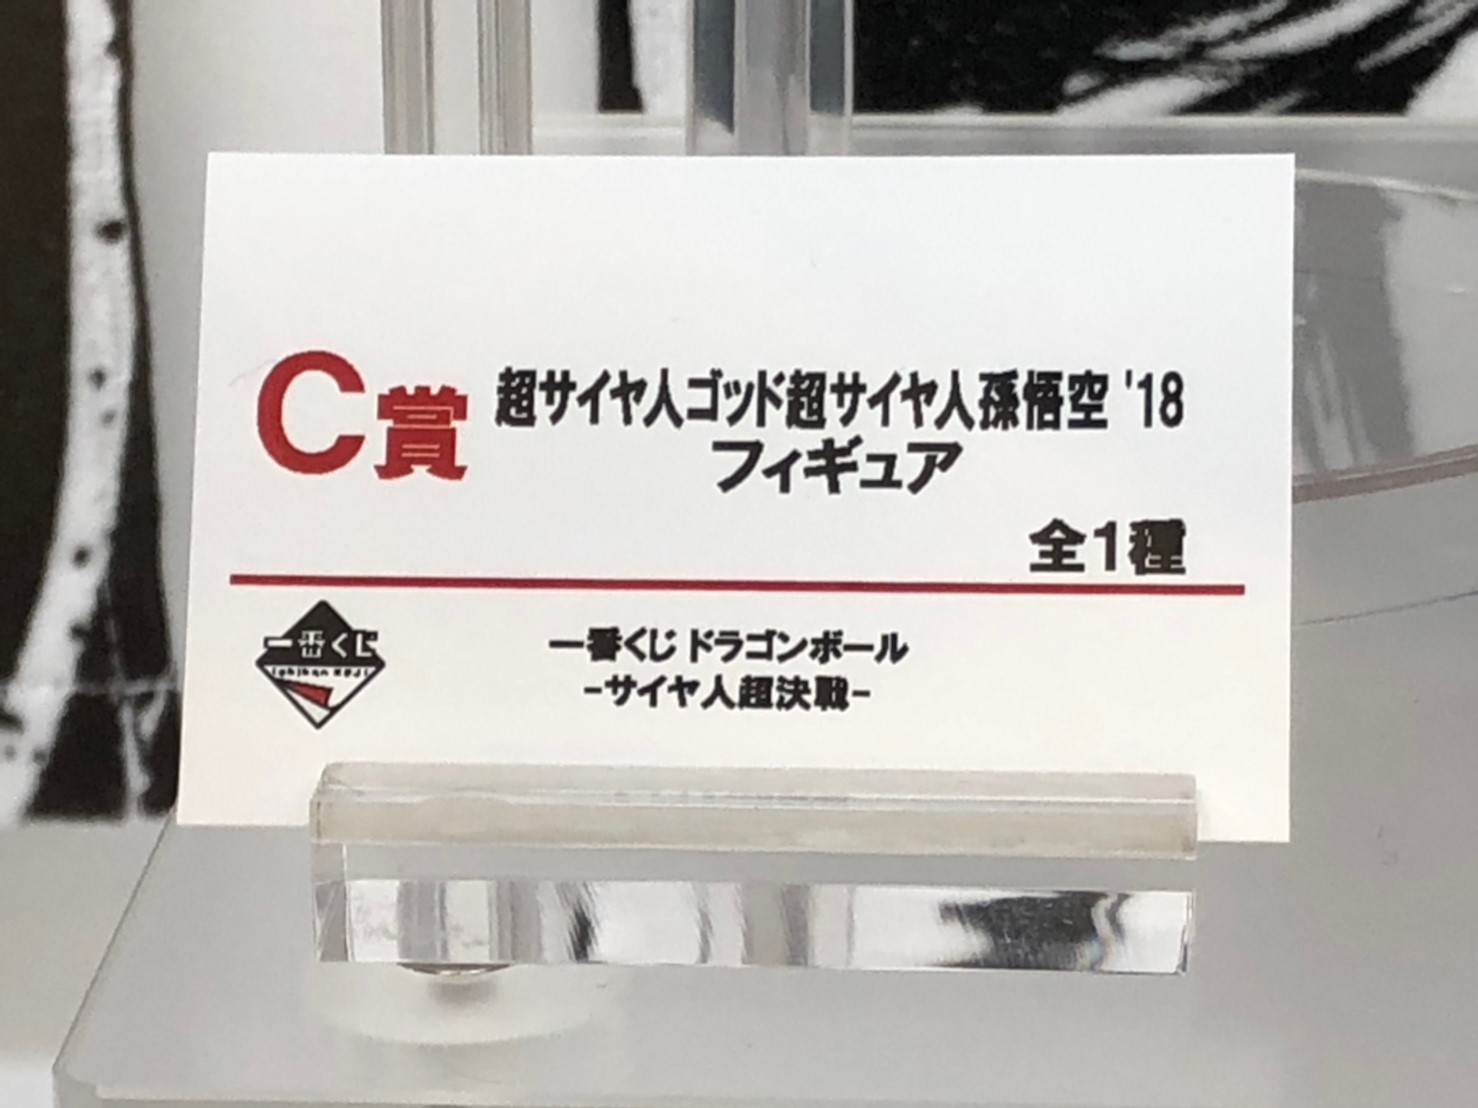 C賞
超サイヤ人ゴッド超サイヤ人孫悟空 '18
フィギュア
全1種
一番くじ
ichiban KUJI
一番くじ ドラゴンボール
-サイヤ人超決戦-